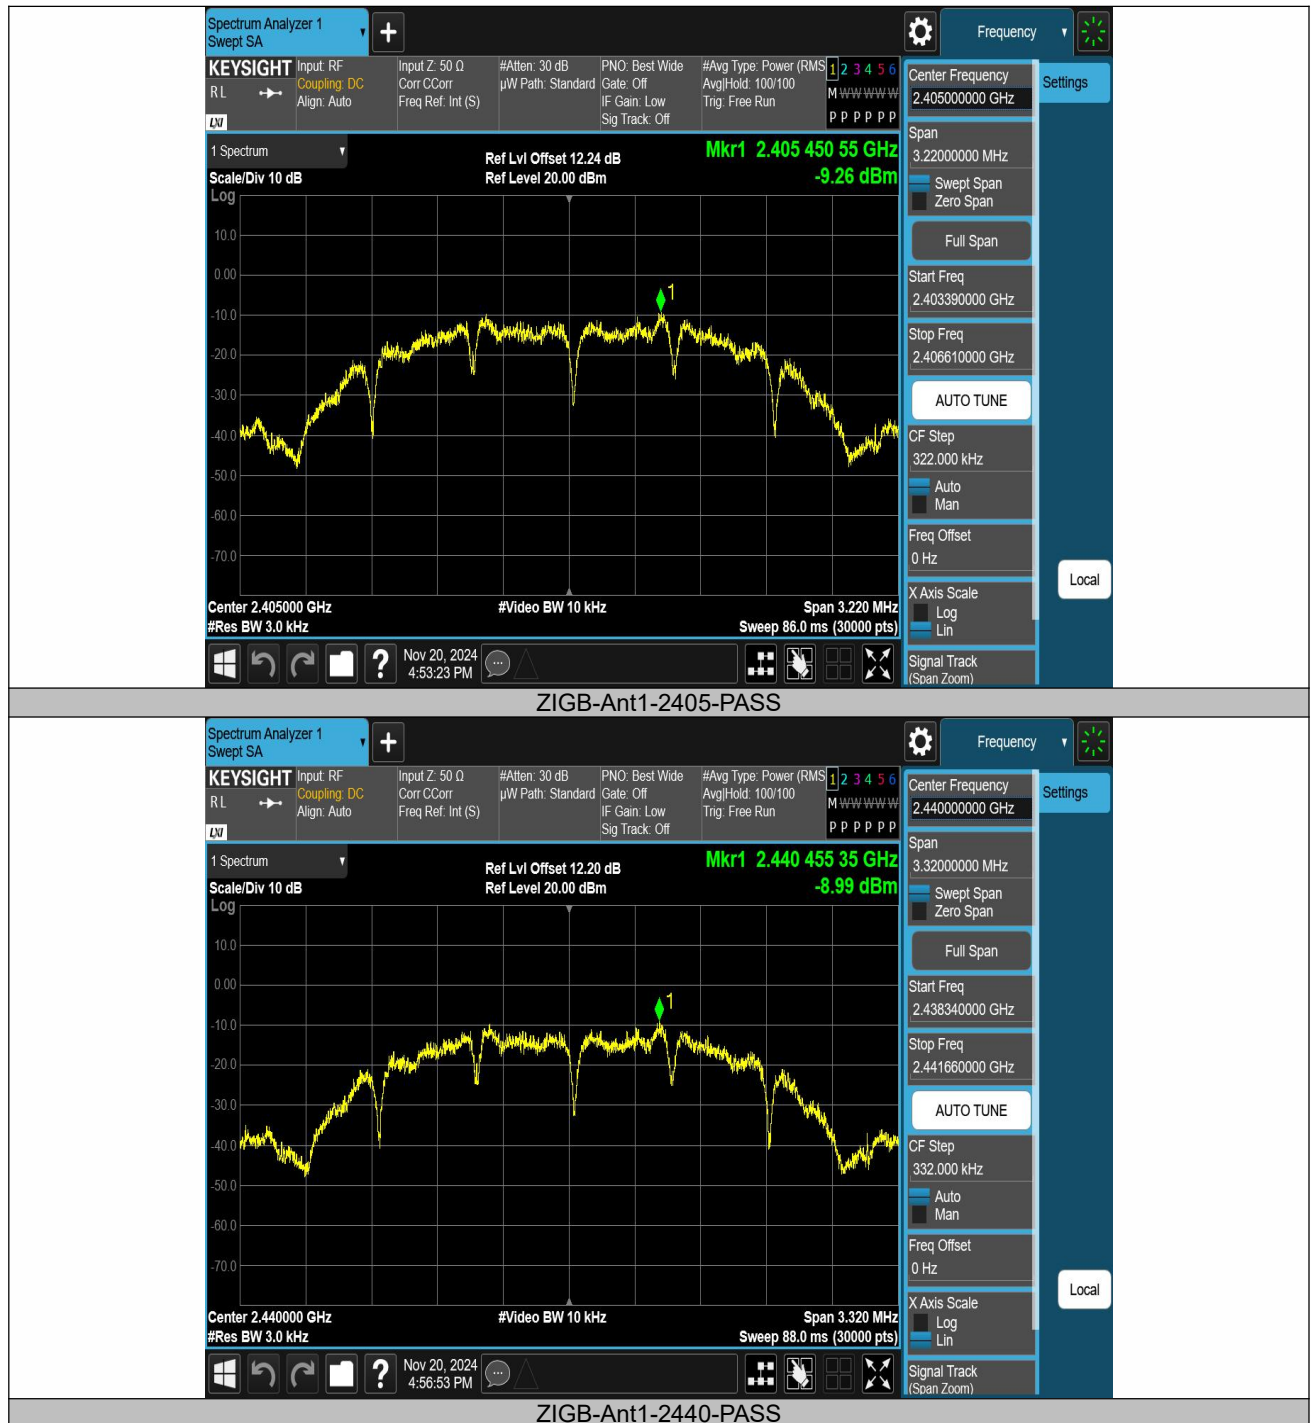 Spectrum Analyzer 1
Swept SA
Frequency
KEYSIGHT
RL
LXI
Input: RF
Coupling: DC
Align: Auto
Input Z: 50 Ω
Corr CCorr
Freq Ref: Int (S)
#Atten: 30 dB
µW Path: Standard
PNO: Best Wide
Gate: Off
IF Gain: Low
Sig Track: Off
#Avg Type: Power (RMS
Avg|Hold: 100/100
Trig: Free Run
1 2 3 4 5 6
M W W W W W
P P P P P P
1 Spectrum
Scale/Div 10 dB
Log
Ref Lvl Offset 12.24 dB
Ref Level 20.00 dBm
Mkr1 2.405 450 55 GHz
-9.26 dBm
1
10.0
0.00
-10.0
-20.0
-30.0
-40.0
-50.0
-60.0
-70.0
Center 2.405000 GHz
#Res BW 3.0 kHz
#Video BW 10 kHz
Span 3.220 MHz
Sweep 86.0 ms (30000 pts)
Nov 20, 2024
4:53:23 PM
Center Frequency
2.405000000 GHz
Settings
Span
3.22000000 MHz
Swept Span
Zero Span
Full Span
Start Freq
2.403390000 GHz
Stop Freq
2.406610000 GHz
AUTO TUNE
CF Step
322.000 kHz
Auto
Man
Freq Offset
0 Hz
Local
X Axis Scale
Log
Lin
Signal Track
(Span Zoom)
ZIGB-Ant1-2405-PASS
Spectrum Analyzer 1
Swept SA
Frequency
KEYSIGHT
RL
LXI
Input: RF
Coupling: DC
Align: Auto
Input Z: 50 Ω
Corr CCorr
Freq Ref: Int (S)
#Atten: 30 dB
µW Path: Standard
PNO: Best Wide
Gate: Off
IF Gain: Low
Sig Track: Off
#Avg Type: Power (RMS
Avg|Hold: 100/100
Trig: Free Run
1 2 3 4 5 6
M W W W W W
P P P P P P
1 Spectrum
Scale/Div 10 dB
Log
Ref Lvl Offset 12.20 dB
Ref Level 20.00 dBm
Mkr1 2.440 455 35 GHz
-8.99 dBm
1
10.0
0.00
-10.0
-20.0
-30.0
-40.0
-50.0
-60.0
-70.0
Center 2.440000 GHz
#Res BW 3.0 kHz
#Video BW 10 kHz
Span 3.320 MHz
Sweep 88.0 ms (30000 pts)
Nov 20, 2024
4:56:53 PM
Center Frequency
2.440000000 GHz
Settings
Span
3.32000000 MHz
Swept Span
Zero Span
Full Span
Start Freq
2.438340000 GHz
Stop Freq
2.441660000 GHz
AUTO TUNE
CF Step
332.000 kHz
Auto
Man
Freq Offset
0 Hz
Local
X Axis Scale
Log
Lin
Signal Track
(Span Zoom)
ZIGB-Ant1-2440-PASS